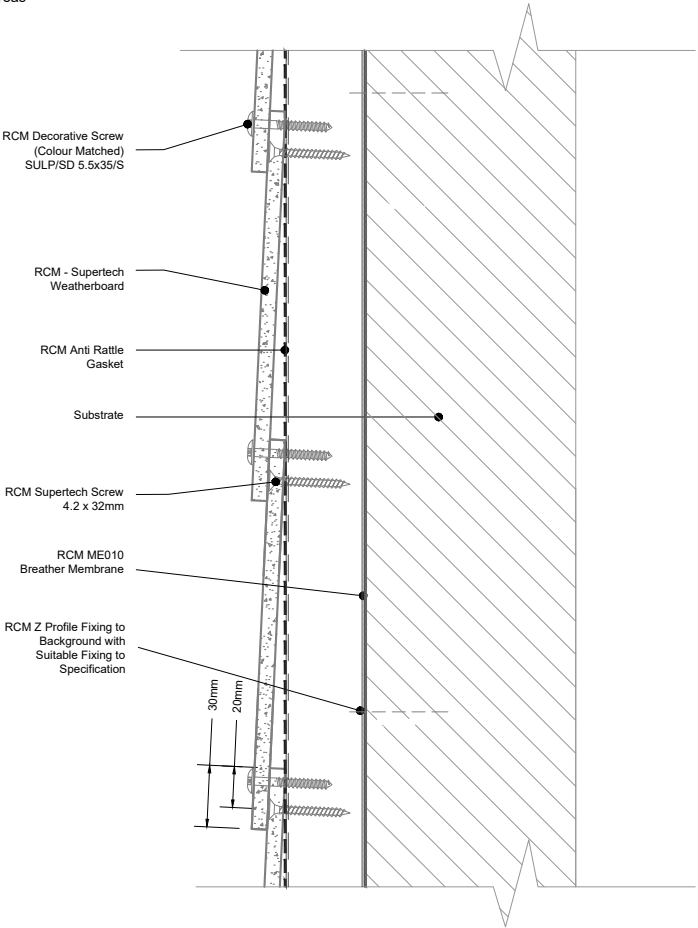 RCM Decorative Screw
(Colour Matched)
SULP/SD 5.5x35/S
RCM - Supertech
Weatherboard
RCM Anti Rattle
Gasket
Substrate
RCM Supertech Screw
4.2 x 32mm
RCM ME010
Breather Membrane
RCM Z Profile Fixing to
Background with
Suitable Fixing to
Specification
30mm
20mm